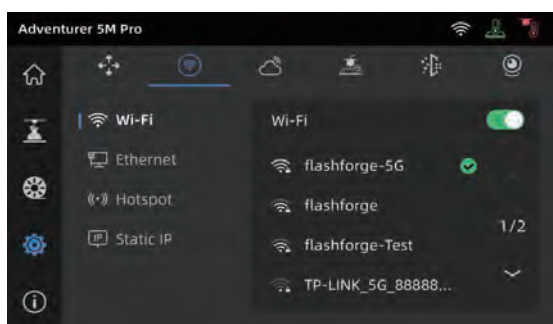 Adventurer 5M Pro
Wi-Fi
Ethernet
Hotspot
IP Static IP
Wi-Fi
flashforge-5G
flashforge
flashforge-Test
TP-LINK_5G_88888...
1/2